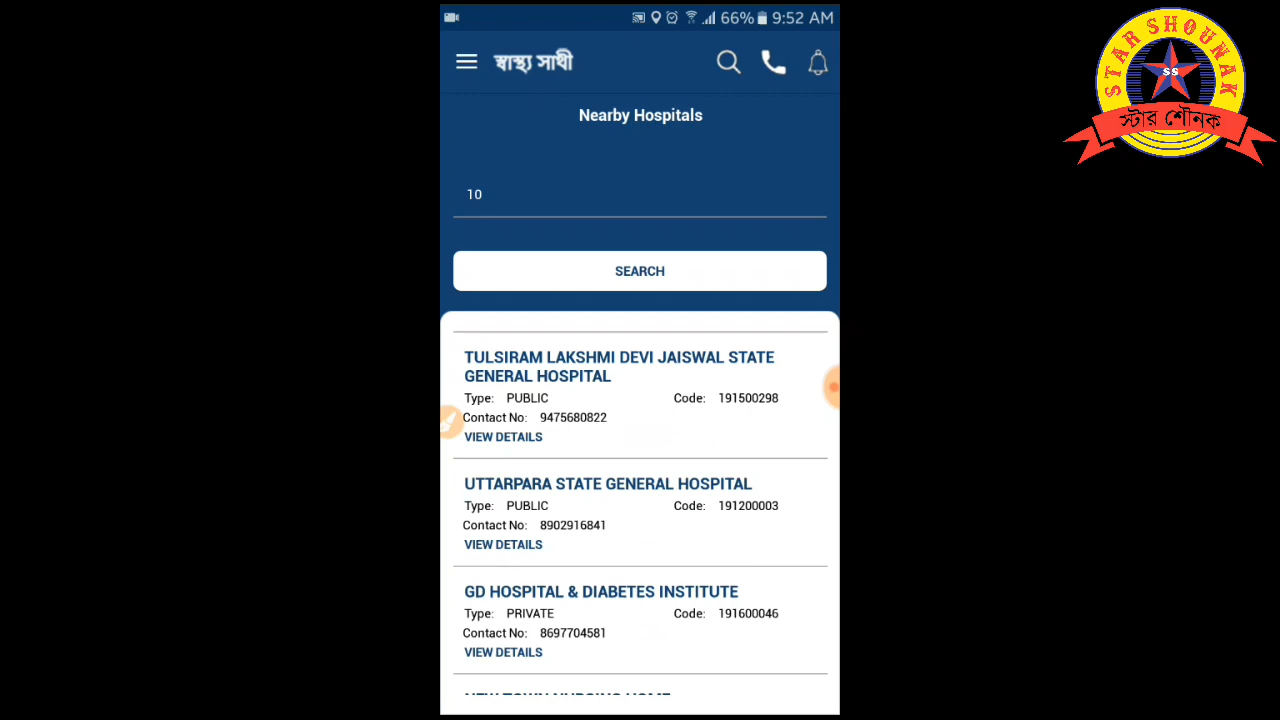 66% 9:52 AM
স্বাস্থ্য সাথী
Nearby Hospitals
10
SEARCH
TULSIRAM LAKSHMI DEVI JAISWAL STATE
GENERAL HOSPITAL
Type: PUBLIC Code: 191500298
Contact No: 9475680822
VIEW DETAILS
UTTARPARA STATE GENERAL HOSPITAL
Type: PUBLIC Code: 191200003
Contact No: 8902916841
VIEW DETAILS
GD HOSPITAL & DIABETES INSTITUTE
Type: PRIVATE Code: 191600046
Contact No: 8697704581
VIEW DETAILS
STAR SHOUNAK
SS
স্টার শৌনক